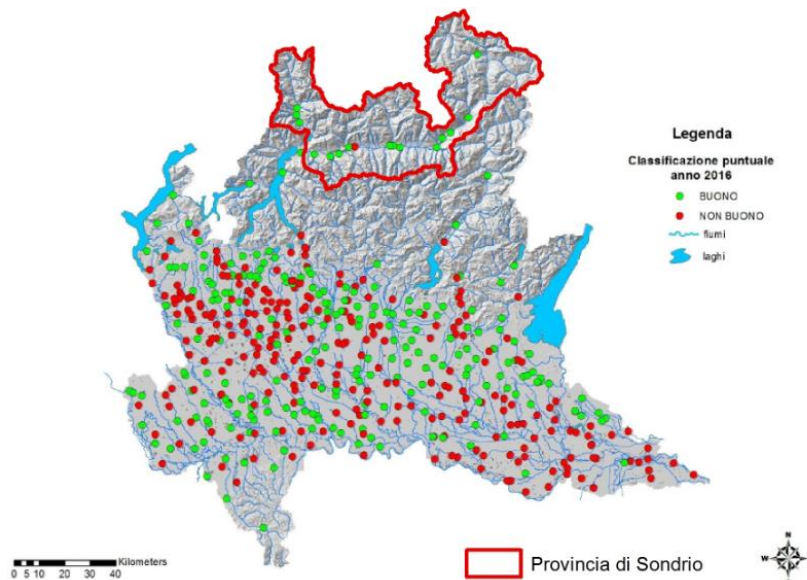 Legenda
Classificazione puntuale
anno 2016
BUONO
NON BUONO
fiumi
laghi
Kilometers
0 5 10 20 30 40
Provincia di Sondrio
N
W